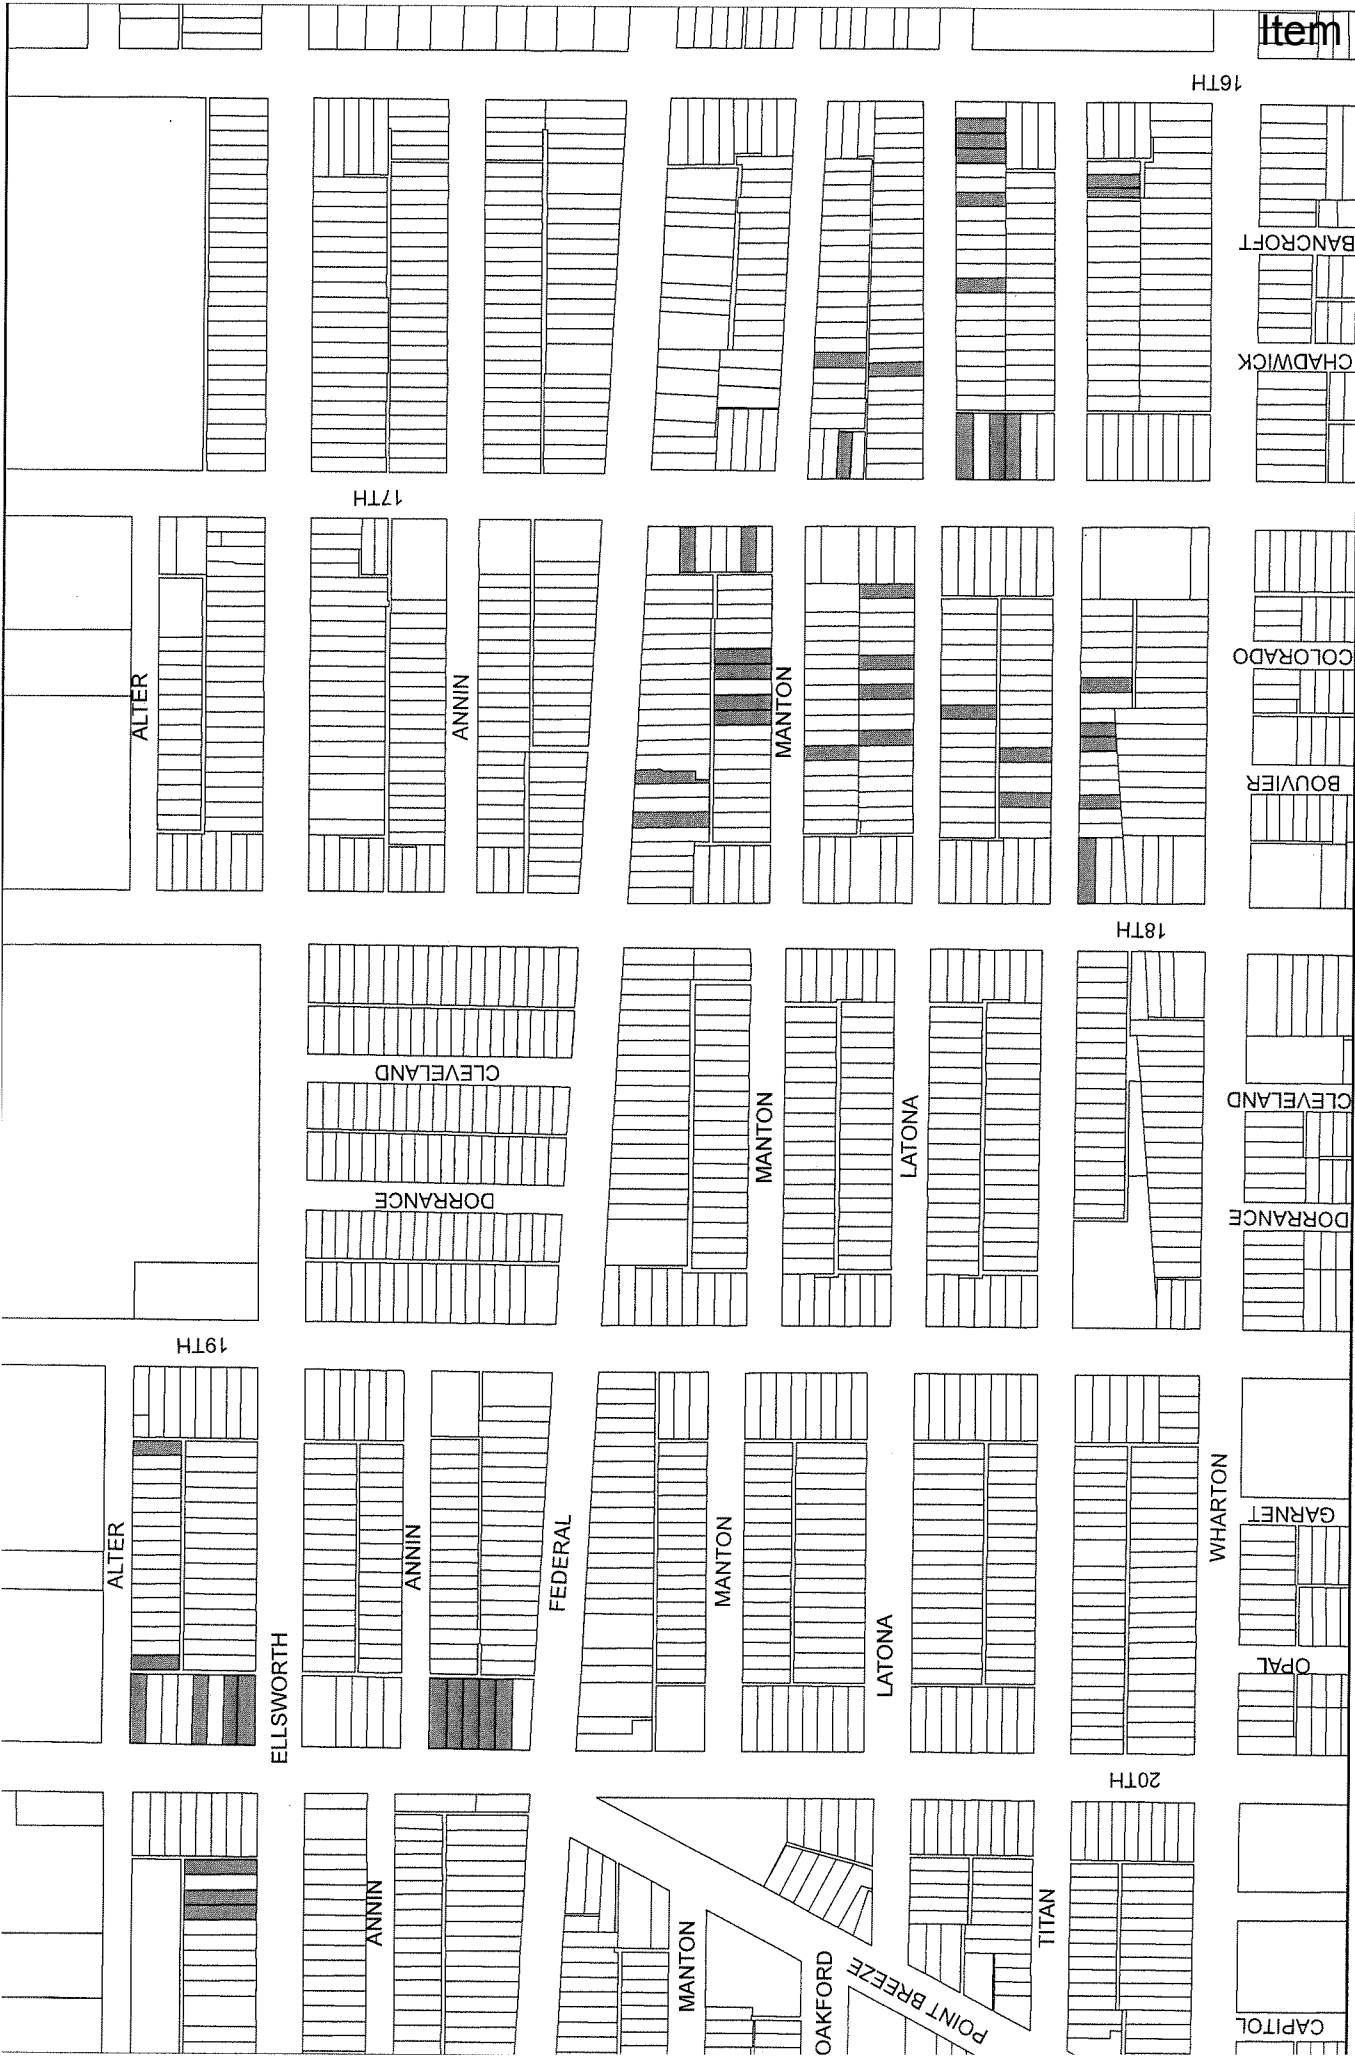 Item
16TH
BANCROFT
CHADWICK
17TH
COLORADO
ALTER
ANNIN
MANTON
BOUVIER
18TH
CLEVELAND
CLEVELAND
MANTON
LATONA
DORRANCE
DORRANCE
19TH
WHARTON
GARNET
ALTER
ANNIN
FEDERAL
MANTON
ELLSWORTH
LATONA
OPAL
20TH
ANNIN
MANTON
OAKFORD
POINT BREEZE
TITAN
CAPITOL